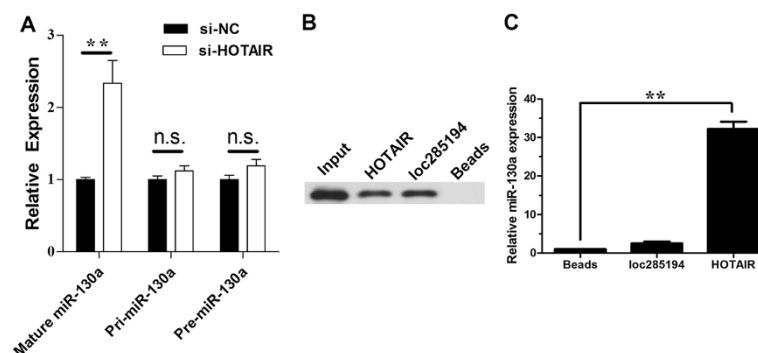 A
si-NC
si-HOTAIR
Relative Expression
3
2
1
0
**
n.s.
n.s.
Mature miR-130a
Pri-miR-130a
Pre-miR-130a
B
Input
HOTAIR
loc285194
Beads
C
Relative miR-130a expression
40
30
20
10
0
**
Beads
loc285194
HOTAIR